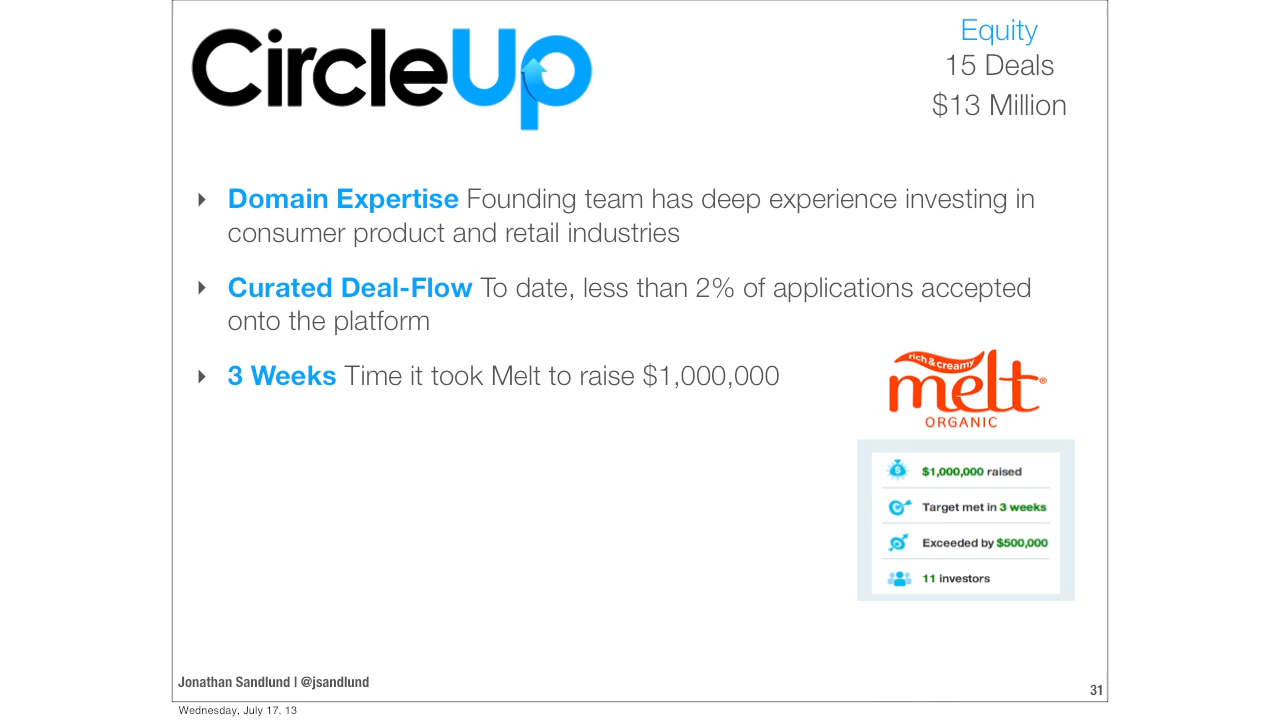 CircleUp
Equity
15 Deals
$13 Million
Domain Expertise Founding team has deep experience investing in
consumer product and retail industries
Curated Deal-Flow To date, less than 2% of applications accepted
onto the platform
3 Weeks Time it took Melt to raise $1,000,000
rich & creamy
melt®
ORGANIC
$1,000,000 raised
Target met in 3 weeks
Exceeded by $500,000
11 investors
Jonathan Sandlund | @jsandlund
31
Wednesday, July 17, 13